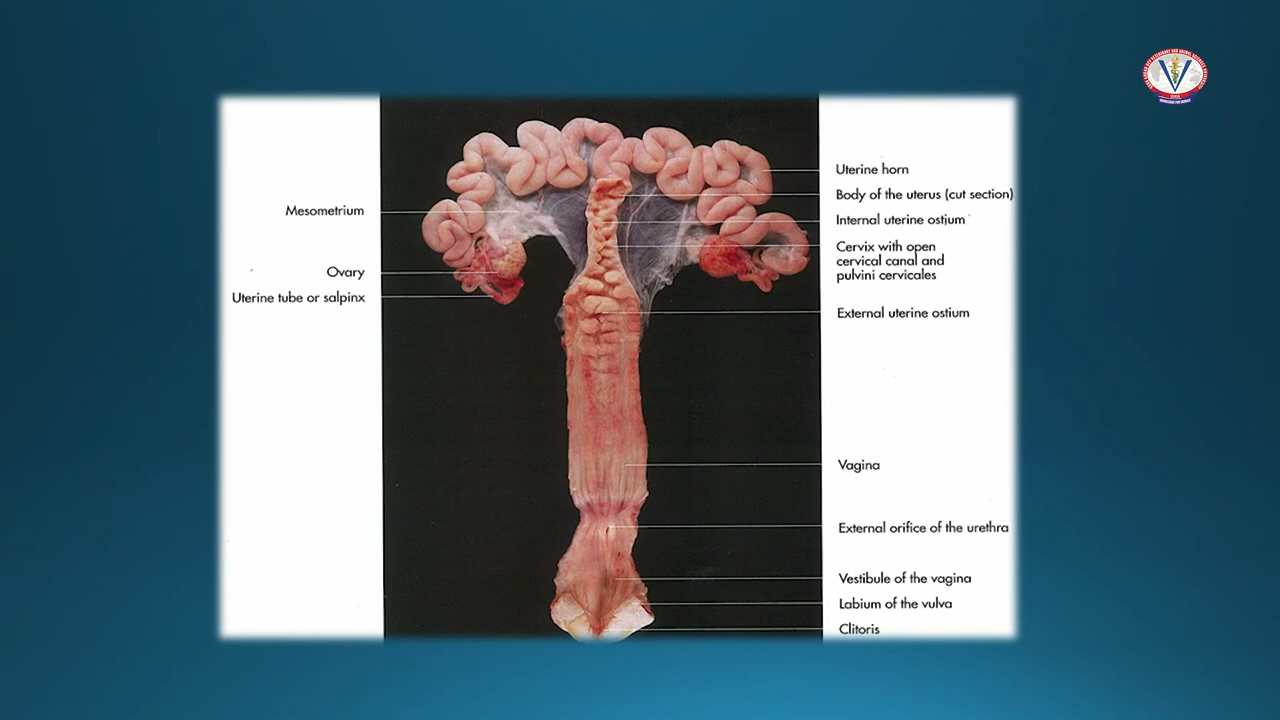 Mesometrium
Ovary
Uterine tube or salpinx
Uterine horn
Body of the uterus (cut section)
Internal uterine ostium
Cervix with open
cervical canal and
pulvini cervicales
External uterine ostium
Vagina
External orifice of the urethra
Vestibule of the vagina
Labium of the vulva
Clitoris